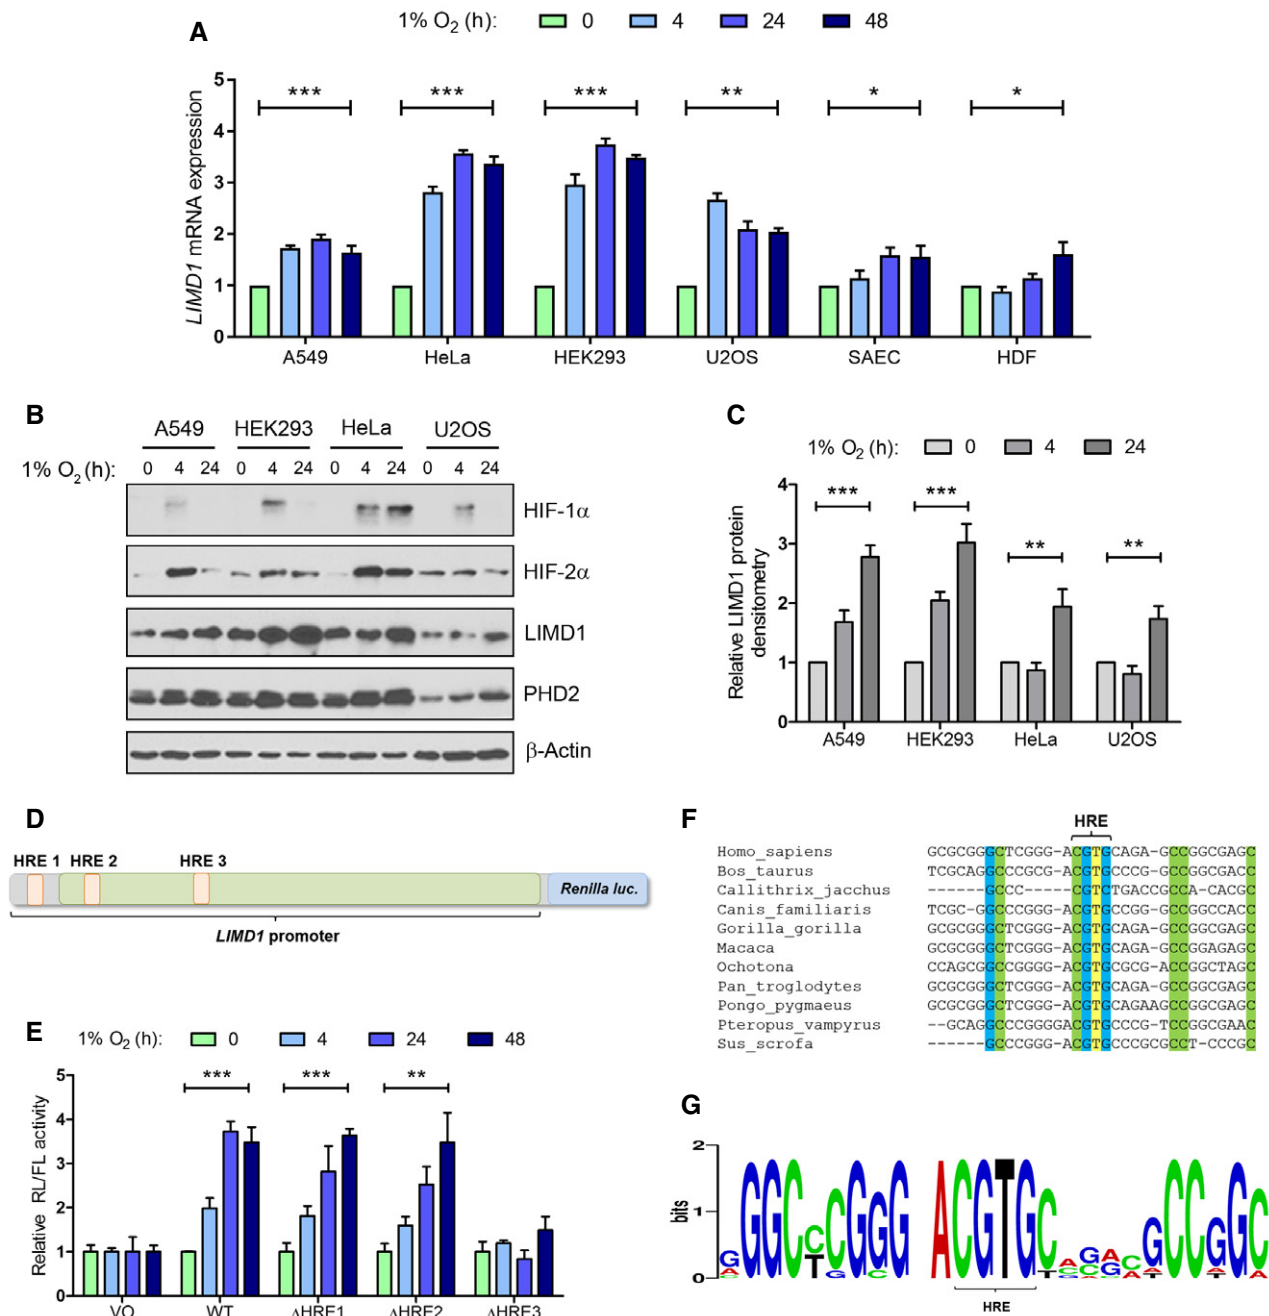 A
1% O2 (h): 0 4 24 48
LIMD1 mRNA expression
5
4
3
2
1
0
*** *** *** ** * *
A549 HeLa HEK293 U2OS SAEC HDF
B
A549 HEK293 HeLa U2OS
1% O2 (h): 0 4 24 0 4 24 0 4 24 0 4 24
HIF-1α
HIF-2α
LIMD1
PHD2
β-Actin
C
1% O2 (h): 0 4 24
Relative LIMD1 protein
densitometry
4
3
2
1
0
*** *** ** **
A549 HEK293 HeLa U2OS
D
HRE 1 HRE 2 HRE 3
Renilla luc.
LIMD1 promoter
E
1% O2 (h): 0 4 24 48
Relative RL/FL activity
5
4
3
2
1
0
*** *** **
VO WT ΔHRE1 ΔHRE2 ΔHRE3
F
HRE
Homo_sapiens GCGCGGGCTCGGG-ACGTGCAGA-GCCGGCGAGC
Bos_taurus TCGCAGGCCCGGG-ACGTGCCCG-GCCGGCGACC
Callithrix_jacchus ------GCCC-----CGTCTGACCGCCA-CACGC
Canis_familiaris TCGC-GGCCCGGG-ACGTGCCGG-GCCGGCCACC
Gorilla_gorilla GCGCGGGCTCGGG-ACGTGCAGA-GCCGGCGAGC
Macaca GCGCGGGCTCGGG-ACGTGCAGA-GCCGGAGAGC
Ochotona CCAGCGGCCGGGG-ACGTGCGCG-ACCGGCTAGC
Pan_troglodytes GCGCGGGCTCGGG-ACGTGCAGA-GCCGGCGAGC
Pongo_pygmaeus GCGCGGGCTCGGG-ACGTGCAGAAGCCGGCGAGC
Pteropus_vampyrus --GCAGGCCCGGGGACGTGCCCG-TCCGGCGAAC
Sus_scrofa ------GCCCGGG-ACGTGCCCGCGCCT-CCCGC
G
bits
2
1
0
GGCCCGGG ACGTGCAGACGCCGGC
HRE